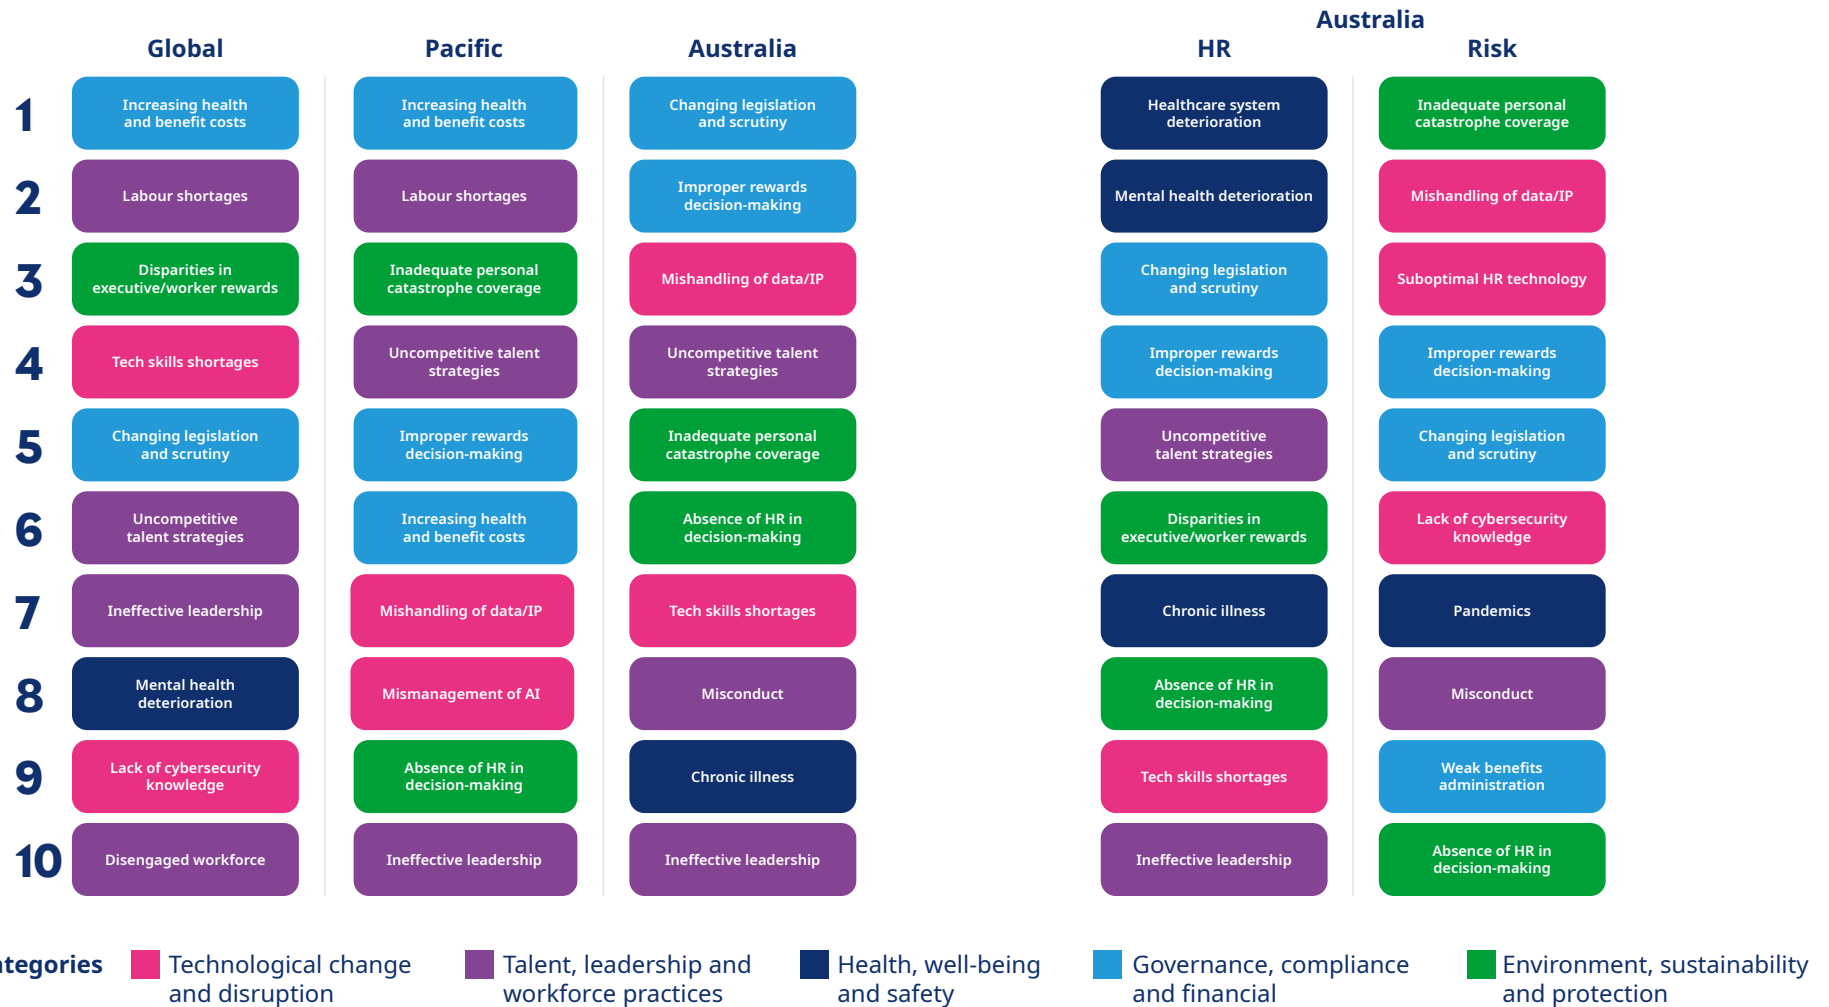 Australia
Global
Pacific
Australia
HR
Risk
1
Increasing health
and benefit costs
Increasing health
and benefit costs
Changing legislation
and scrutiny
Healthcare system
deterioration
Inadequate personal
catastrophe coverage
2
Labour shortages
Labour shortages
Improper rewards
decision-making
Mental health deterioration
Mishandling of data/IP
3
Disparities in
executive/worker rewards
Inadequate personal
catastrophe coverage
Mishandling of data/IP
Changing legislation
and scrutiny
Suboptimal HR technology
4
Tech skills shortages
Uncompetitive talent
strategies
Uncompetitive talent
strategies
Improper rewards
decision-making
Improper rewards
decision-making
5
Changing legislation
and scrutiny
Improper rewards
decision-making
Inadequate personal
catastrophe coverage
Uncompetitive
talent strategies
Changing legislation
and scrutiny
6
Uncompetitive
talent strategies
Increasing health
and benefit costs
Absence of HR in
decision-making
Disparities in
executive/worker rewards
Lack of cybersecurity
knowledge
7
Ineffective leadership
Mishandling of data/IP
Tech skills shortages
Chronic illness
Pandemics
8
Mental health
deterioration
Mismanagement of AI
Misconduct
Absence of HR in
decision-making
Misconduct
9
Lack of cybersecurity
knowledge
Absence of HR in
decision-making
Chronic illness
Tech skills shortages
Weak benefits
administration
10
Disengaged workforce
Ineffective leadership
Ineffective leadership
Ineffective leadership
Absence of HR in
decision-making
tegories
Technological change
and disruption
Talent, leadership and
workforce practices
Health, well-being
and safety
Governance, compliance
and financial
Environment, sustainability
and protection